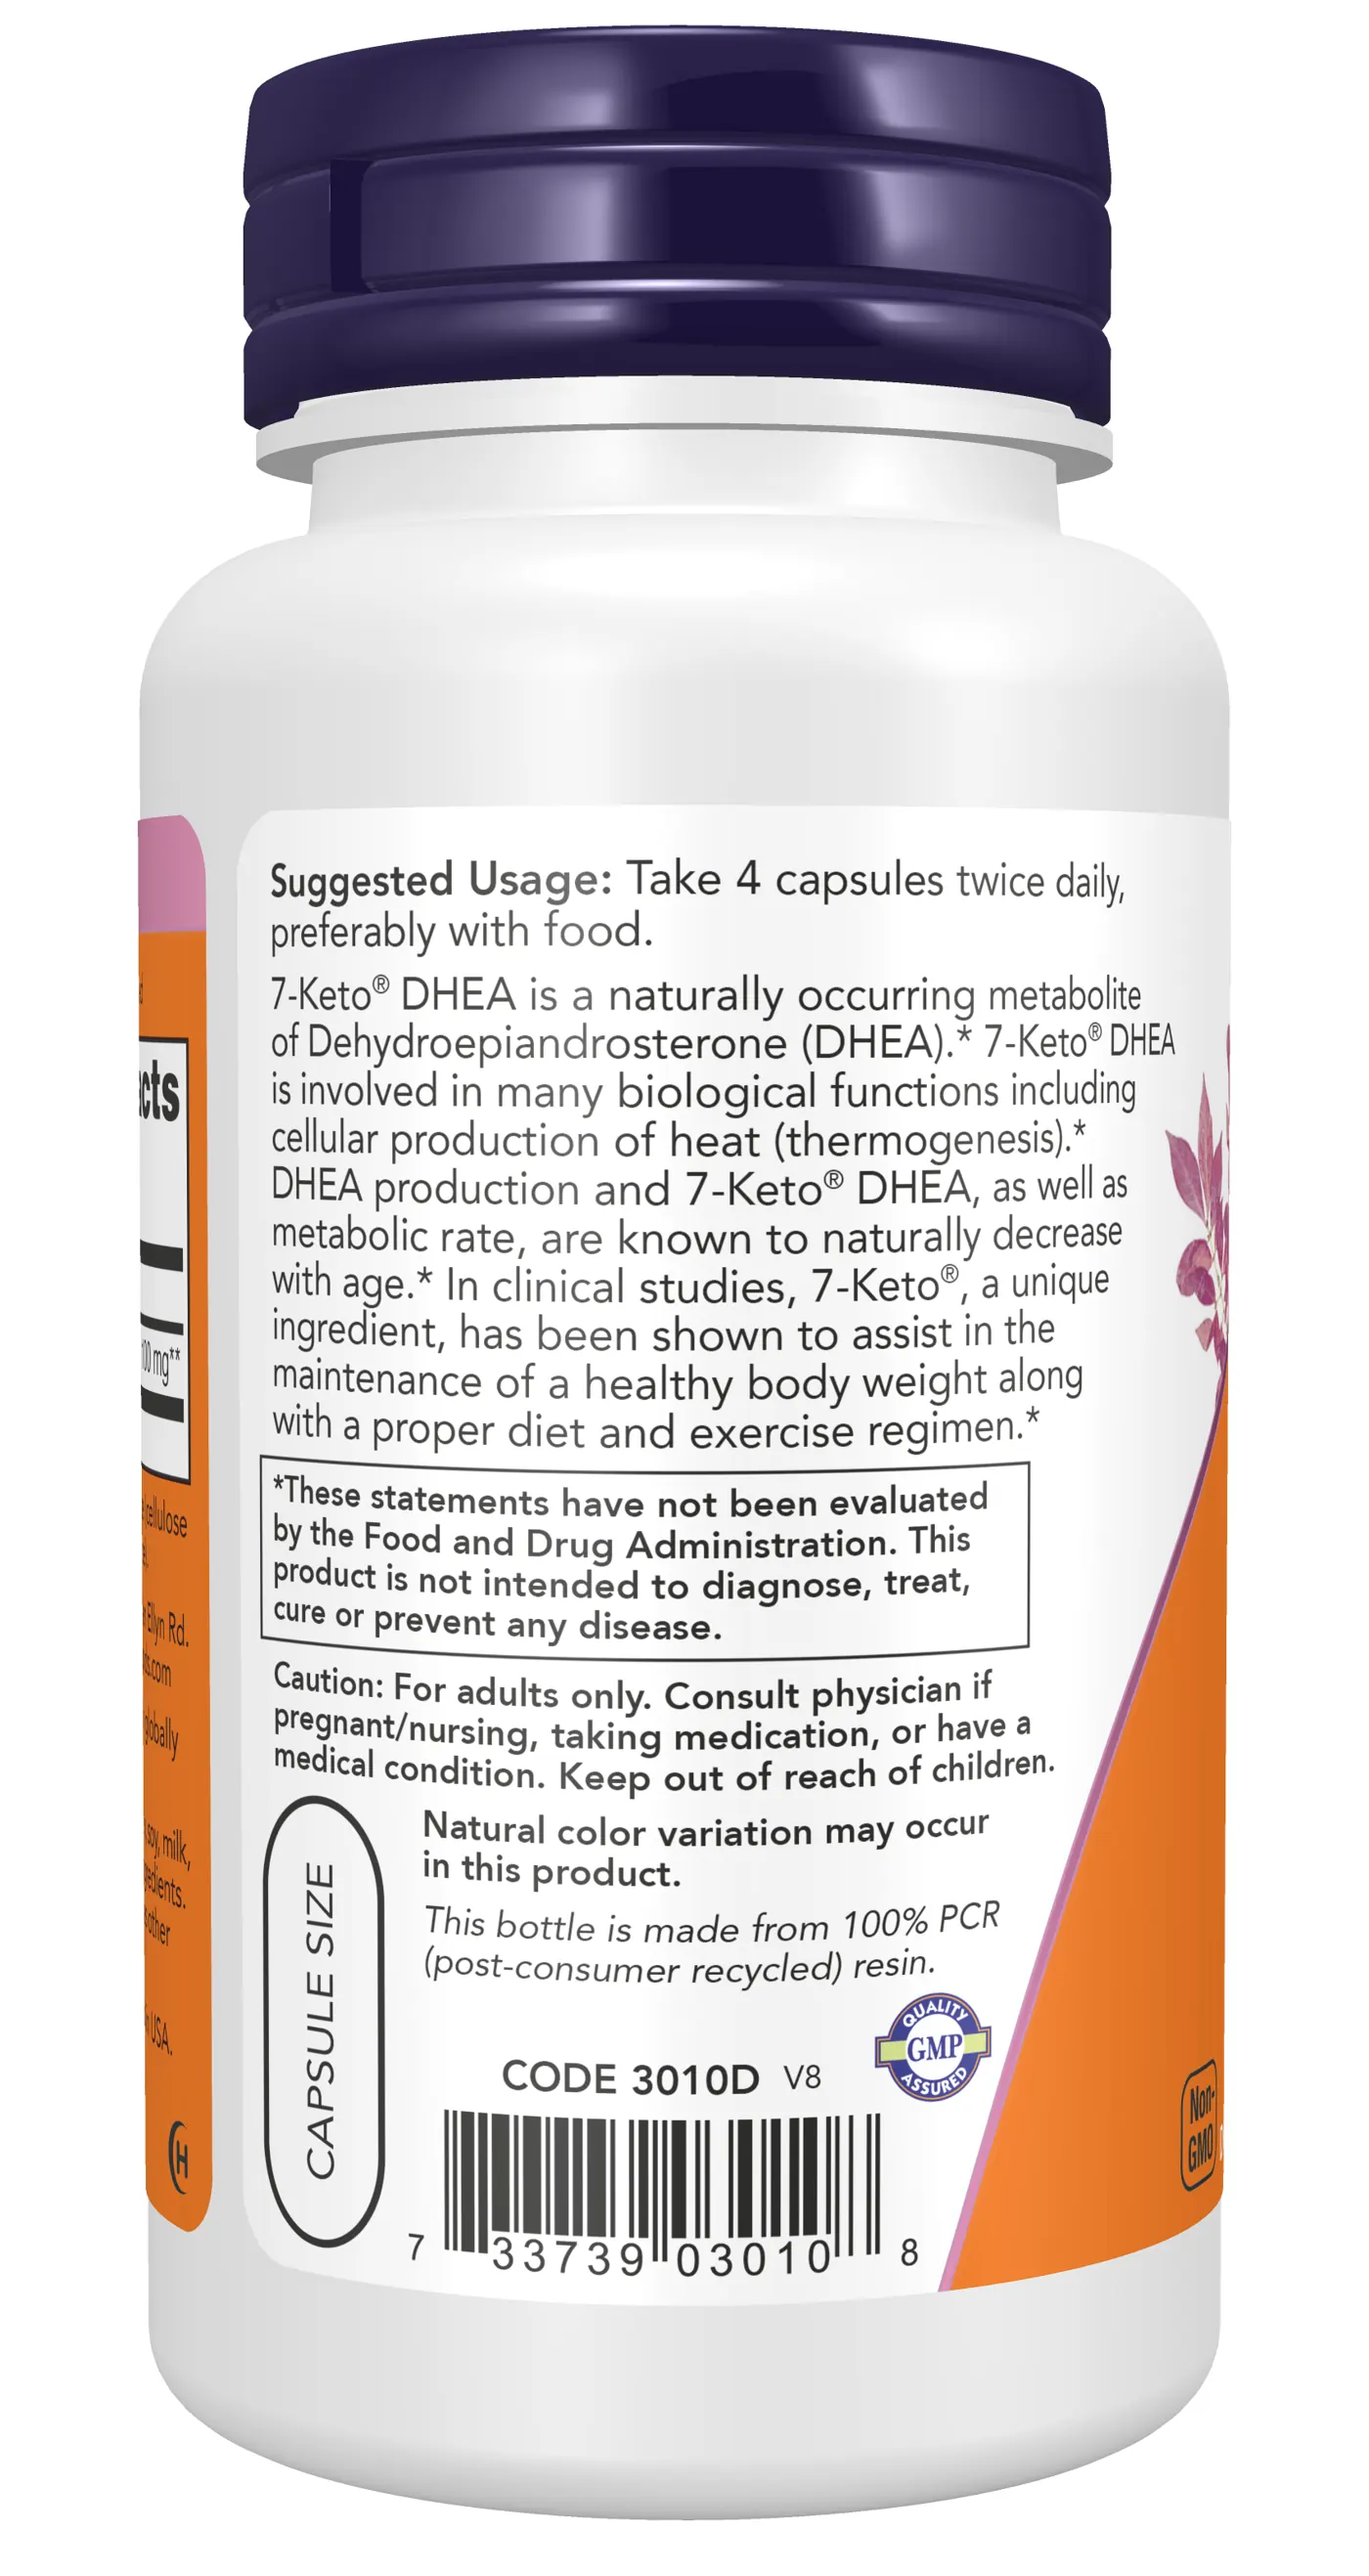 Suggested Usage: Take 4 capsules twice daily,
preferably with food.
7-Keto® DHEA is a naturally occurring metabolite
of Dehydroepiandrosterone (DHEA).* 7-Keto® DHEA
is involved in many biological functions including
cellular production of heat (thermogenesis).*
DHEA production and 7-Keto® DHEA, as well as
metabolic rate, are known to naturally decrease
with age.* In clinical studies, 7-Keto®, a unique
ingredient, has been shown to assist in the
maintenance of a healthy body weight along
with a proper diet and exercise regimen.*
*These statements have not been evaluated
by the Food and Drug Administration. This
product is not intended to diagnose, treat,
cure or prevent any disease.
Caution: For adults only. Consult physician if
pregnant/nursing, taking medication, or have a
medical condition. Keep out of reach of children.
Natural color variation may occur
in this product.
This bottle is made from 100% PCR
(post-consumer recycled) resin.
CAPSULE SIZE
QUALITY
GMP
ASSURED
CODE 3010D V8
7 33739 03010 8
Non-
GMO
cellulose
Ellyn Rd.
globally
soy, milk,
USA.
H